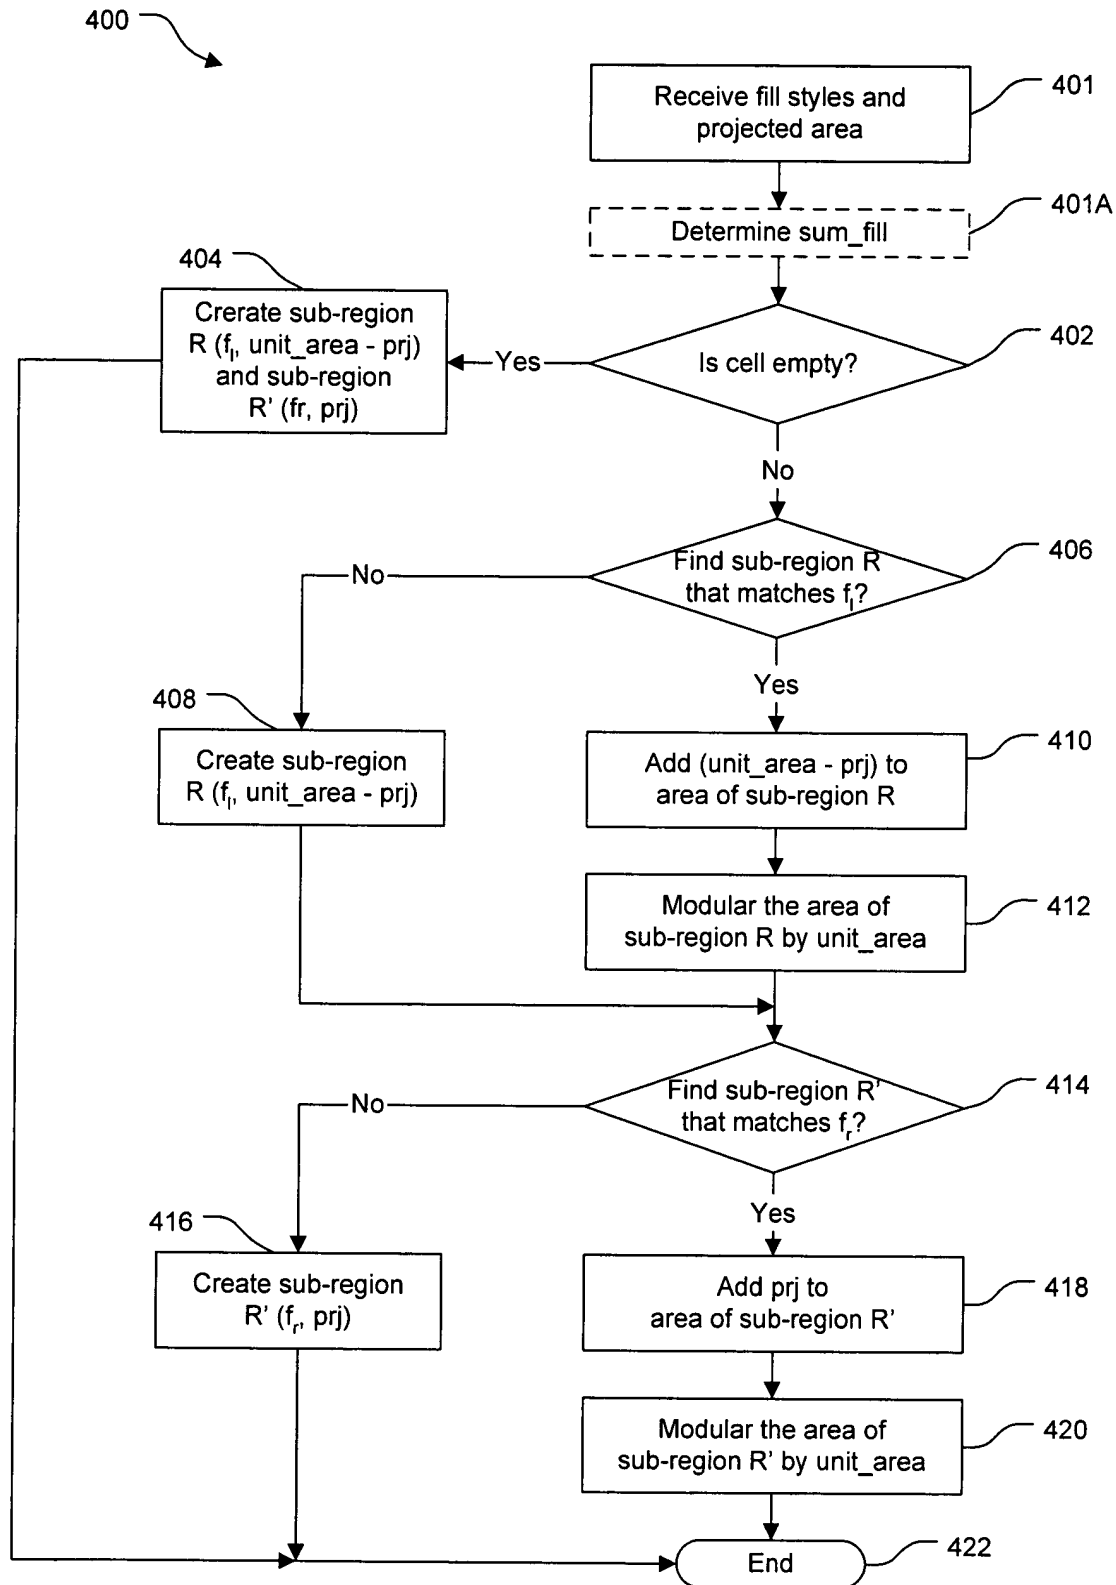 400
401
Receive fill styles and
projected area
401A
Determine sum_fill
404
Crerate sub-region
R (fl, unit_area - prj)
and sub-region
R' (fr, prj)
Yes
Is cell empty?
402
No
Find sub-region R
that matches fl?
406
No
Yes
408
Create sub-region
R (fl, unit_area - prj)
Add (unit_area - prj) to
area of sub-region R
410
Modular the area of
sub-region R by unit_area
412
Find sub-region R'
that matches fr?
414
No
Yes
416
Create sub-region
R' (fr, prj)
Add prj to
area of sub-region R'
418
Modular the area of
sub-region R' by unit_area
420
End
422